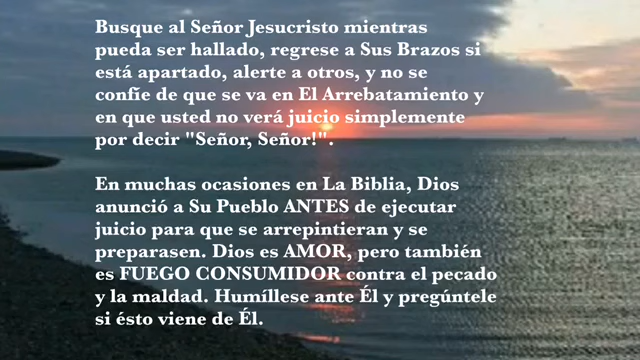 Busque al Señor Jesucristo mientras
pueda ser hallado, regrese a Sus Brazos si
está apartado, alerte a otros, y no se
confíe de que se va en El Arrebatamiento y
en que usted no verá juicio simplemente
por decir "Señor, Señor!".
En muchas ocasiones en La Biblia, Dios
anunció a Su Pueblo ANTES de ejecutar
juicio para que se arrepintieran y se
preparasen. Dios es AMOR, pero también
es FUEGO CONSUMIDOR contra el pecado
y la maldad. Humíllese ante Él y pregúntele
si ésto viene de Él.